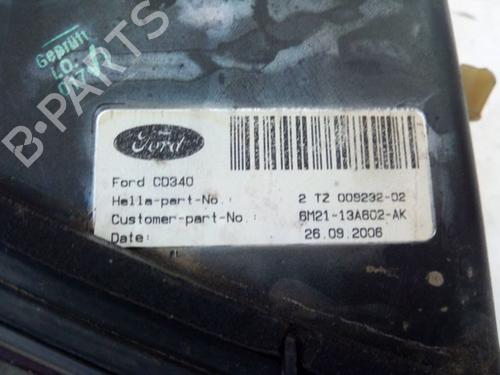 Geprüft
I.O.
B-PARTS
Ford
Ford CD340
Hella-part-No.: 2 TZ 009232-02
Customer-part-No.: 6M21-13A602-AK
Date: 26.09.2006